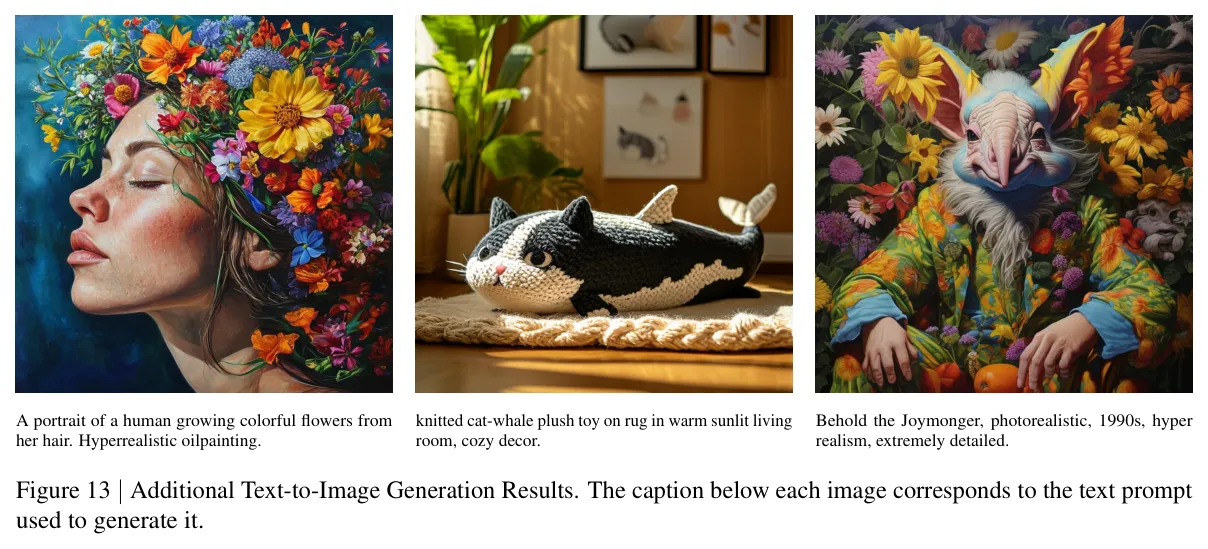 A portrait of a human growing colorful flowers from
her hair. Hyperrealistic oilpainting.
knitted cat-whale plush toy on rug in warm sunlit living
room, cozy decor.
Behold the Joymonger, photorealistic, 1990s, hyper
realism, extremely detailed.
Figure 13 | Additional Text-to-Image Generation Results. The caption below each image corresponds to the text prompt
used to generate it.